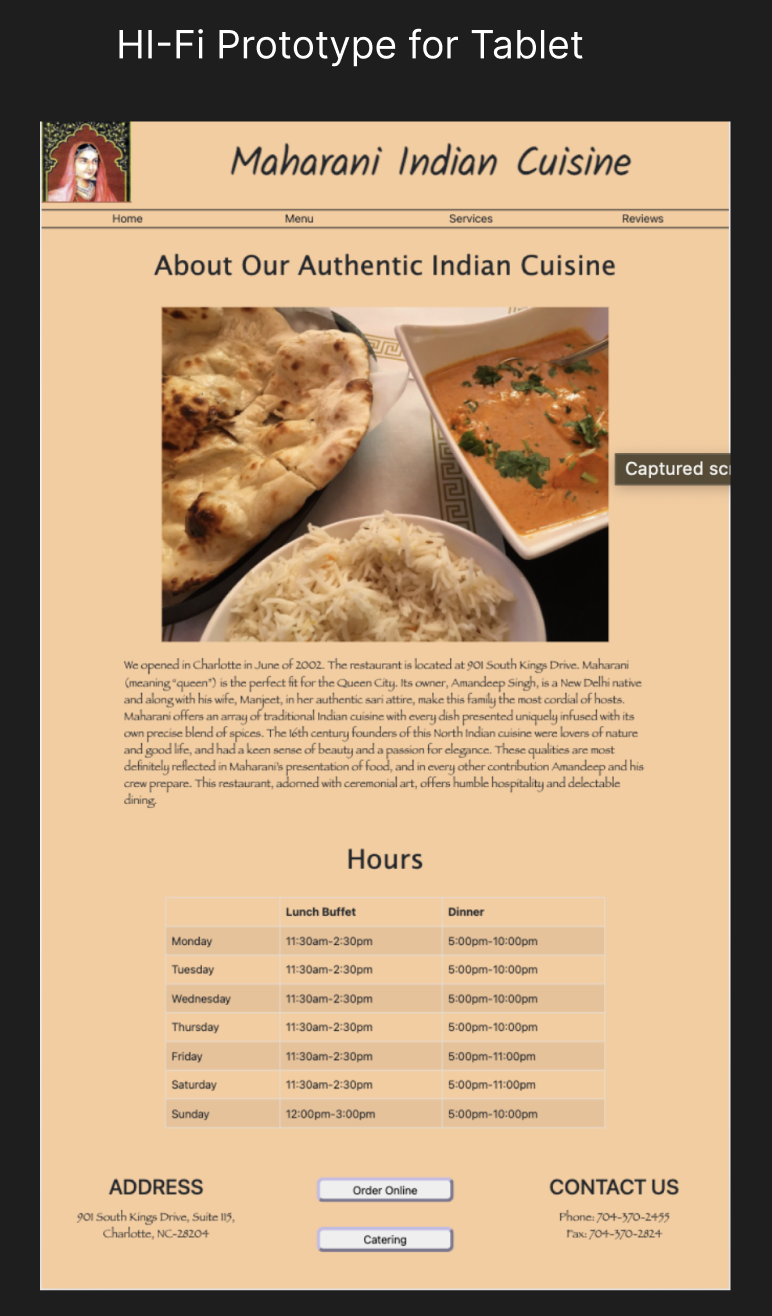 HI-Fi Prototype for Tablet
Maharani Indian Cuisine
Home Menu Services Reviews
About Our Authentic Indian Cuisine
Captured
We opened in Charlotte in June of 2002. The restaurant is located at 901 South Kings Drive. Maharani
(meaning "queen") is the perfect fit for the Queen City. Its owner, Amandeep Singh, is a New Delhi native
and along with his wife, Manjeet, in her authentic sari attire, make this family the most cordial of hosts.
Maharani offers an array of traditional Indian cuisine with every dish presented uniquely infused with its
own precise blend of spices. The 16th century founders of this North Indian cuisine were lovers of nature
and good life, and had a keen sense of beauty and a passion for elegance. These qualities are most
definitely reflected in Maharani's presentation of food, and in every other contribution Amandeep and his
crew prepare. This restaurant, adorned with ceremonial art, offers humble hospitality and delectable
dining.
Hours
Lunch Buffet Dinner
Monday 11:30am-2:30pm 5:00pm-10:00pm
Tuesday 11:30am-2:30pm 5:00pm-10:00pm
Wednesday 11:30am-2:30pm 5:00pm-10:00pm
Thursday 11:30am-2:30pm 5:00pm-10:00pm
Friday 11:30am-2:30pm 5:00pm-11:00pm
Saturday 11:30am-2:30pm 5:00pm-11:00pm
Sunday 12:00pm-3:00pm 5:00pm-10:00pm
ADDRESS
901 South Kings Drive, Suite 115,
Charlotte, NC-28204
Order Online
Catering
CONTACT US
Phone: 704-370-2455
Fax: 704-370-2824